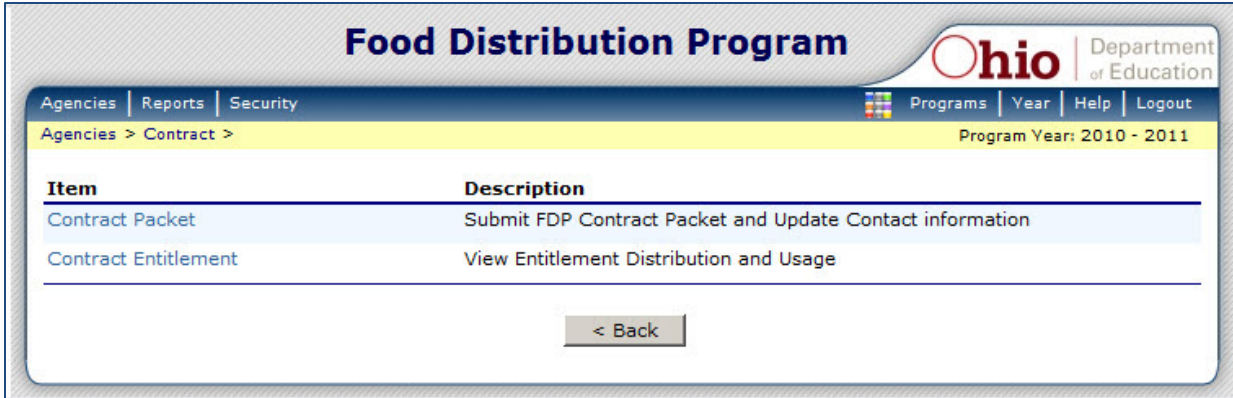 Food Distribution Program
Ohio Department of Education
Agencies | Reports | Security Programs | Year | Help | Logout
Agencies > Contract > Program Year: 2010 - 2011
Item Description
Contract Packet Submit FDP Contract Packet and Update Contact information
Contract Entitlement View Entitlement Distribution and Usage
< Back